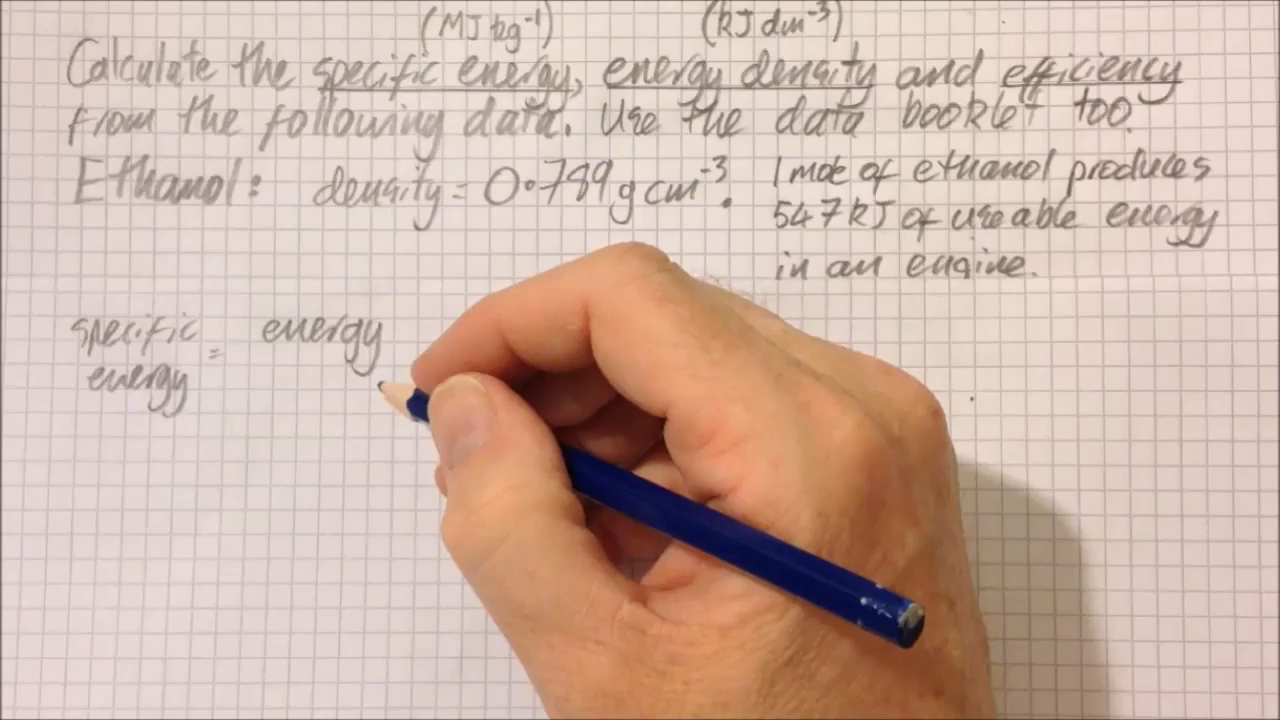 (MJ kg⁻¹) (kJ dm⁻³)
Calculate the specific energy, energy density and efficiency
from the following data. Use the data booklet too.
Ethanol: density = 0.789 g cm⁻³.
1 mole of ethanol produces
547 kJ of useable energy
in an engine.
specific energy = energy